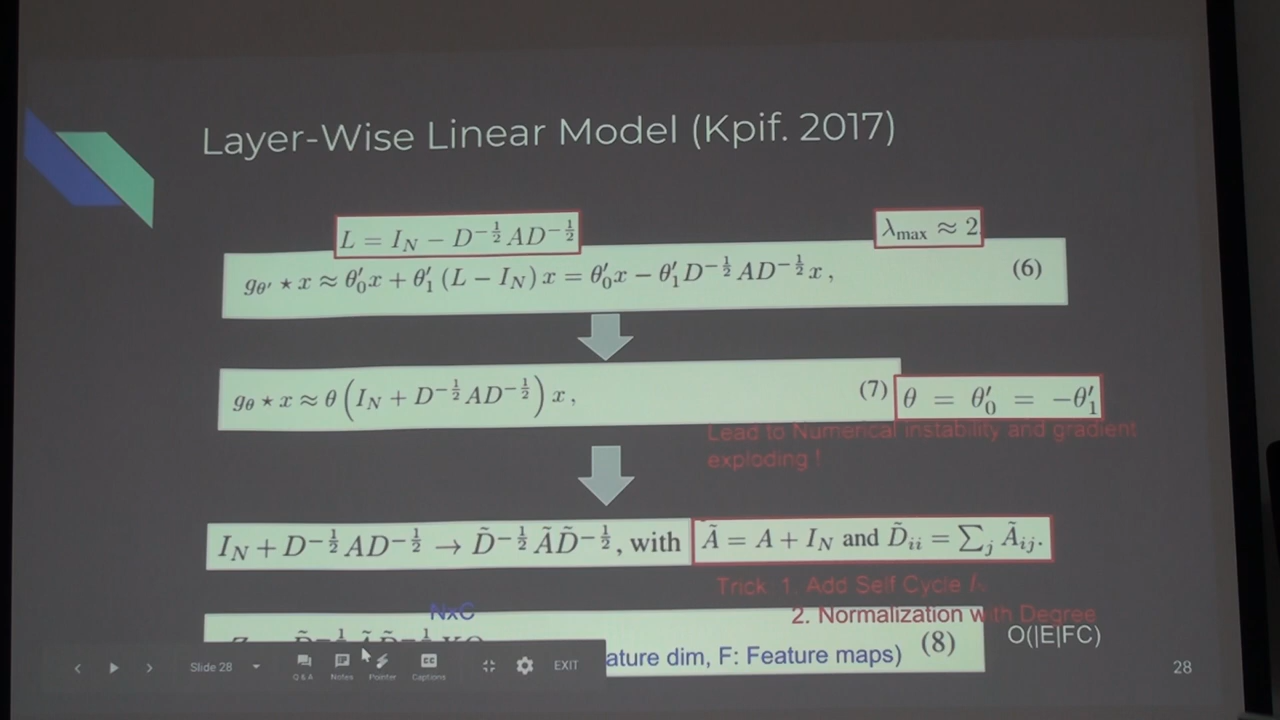 Layer-Wise Linear Model (Kpif. 2017)
L = I_N − D^{-1/2} A D^{-1/2}
λ_max ≈ 2
g_{θ′} ⋆ x ≈ θ′_0 x + θ′_1 (L − I_N) x = θ′_0 x − θ′_1 D^{-1/2} A D^{-1/2} x , (6)
g_θ ⋆ x ≈ θ (I_N + D^{-1/2} A D^{-1/2}) x , (7)
θ = θ′_0 = −θ′_1
Lead to Numerical instability and gradient
exploding !
I_N + D^{-1/2} A D^{-1/2} → D̃^{-1/2} Ã D̃^{-1/2}, with Ã = A + I_N and D̃_ii = Σ_j Ã_ij.
Trick: 1. Add Self Cycle I_N
2. Normalization with Degree
NxC
ature dim, F: Feature maps) (8)
O(|E|FC)
Slide 28
Q & A Notes Pointer Captions
EXIT
28